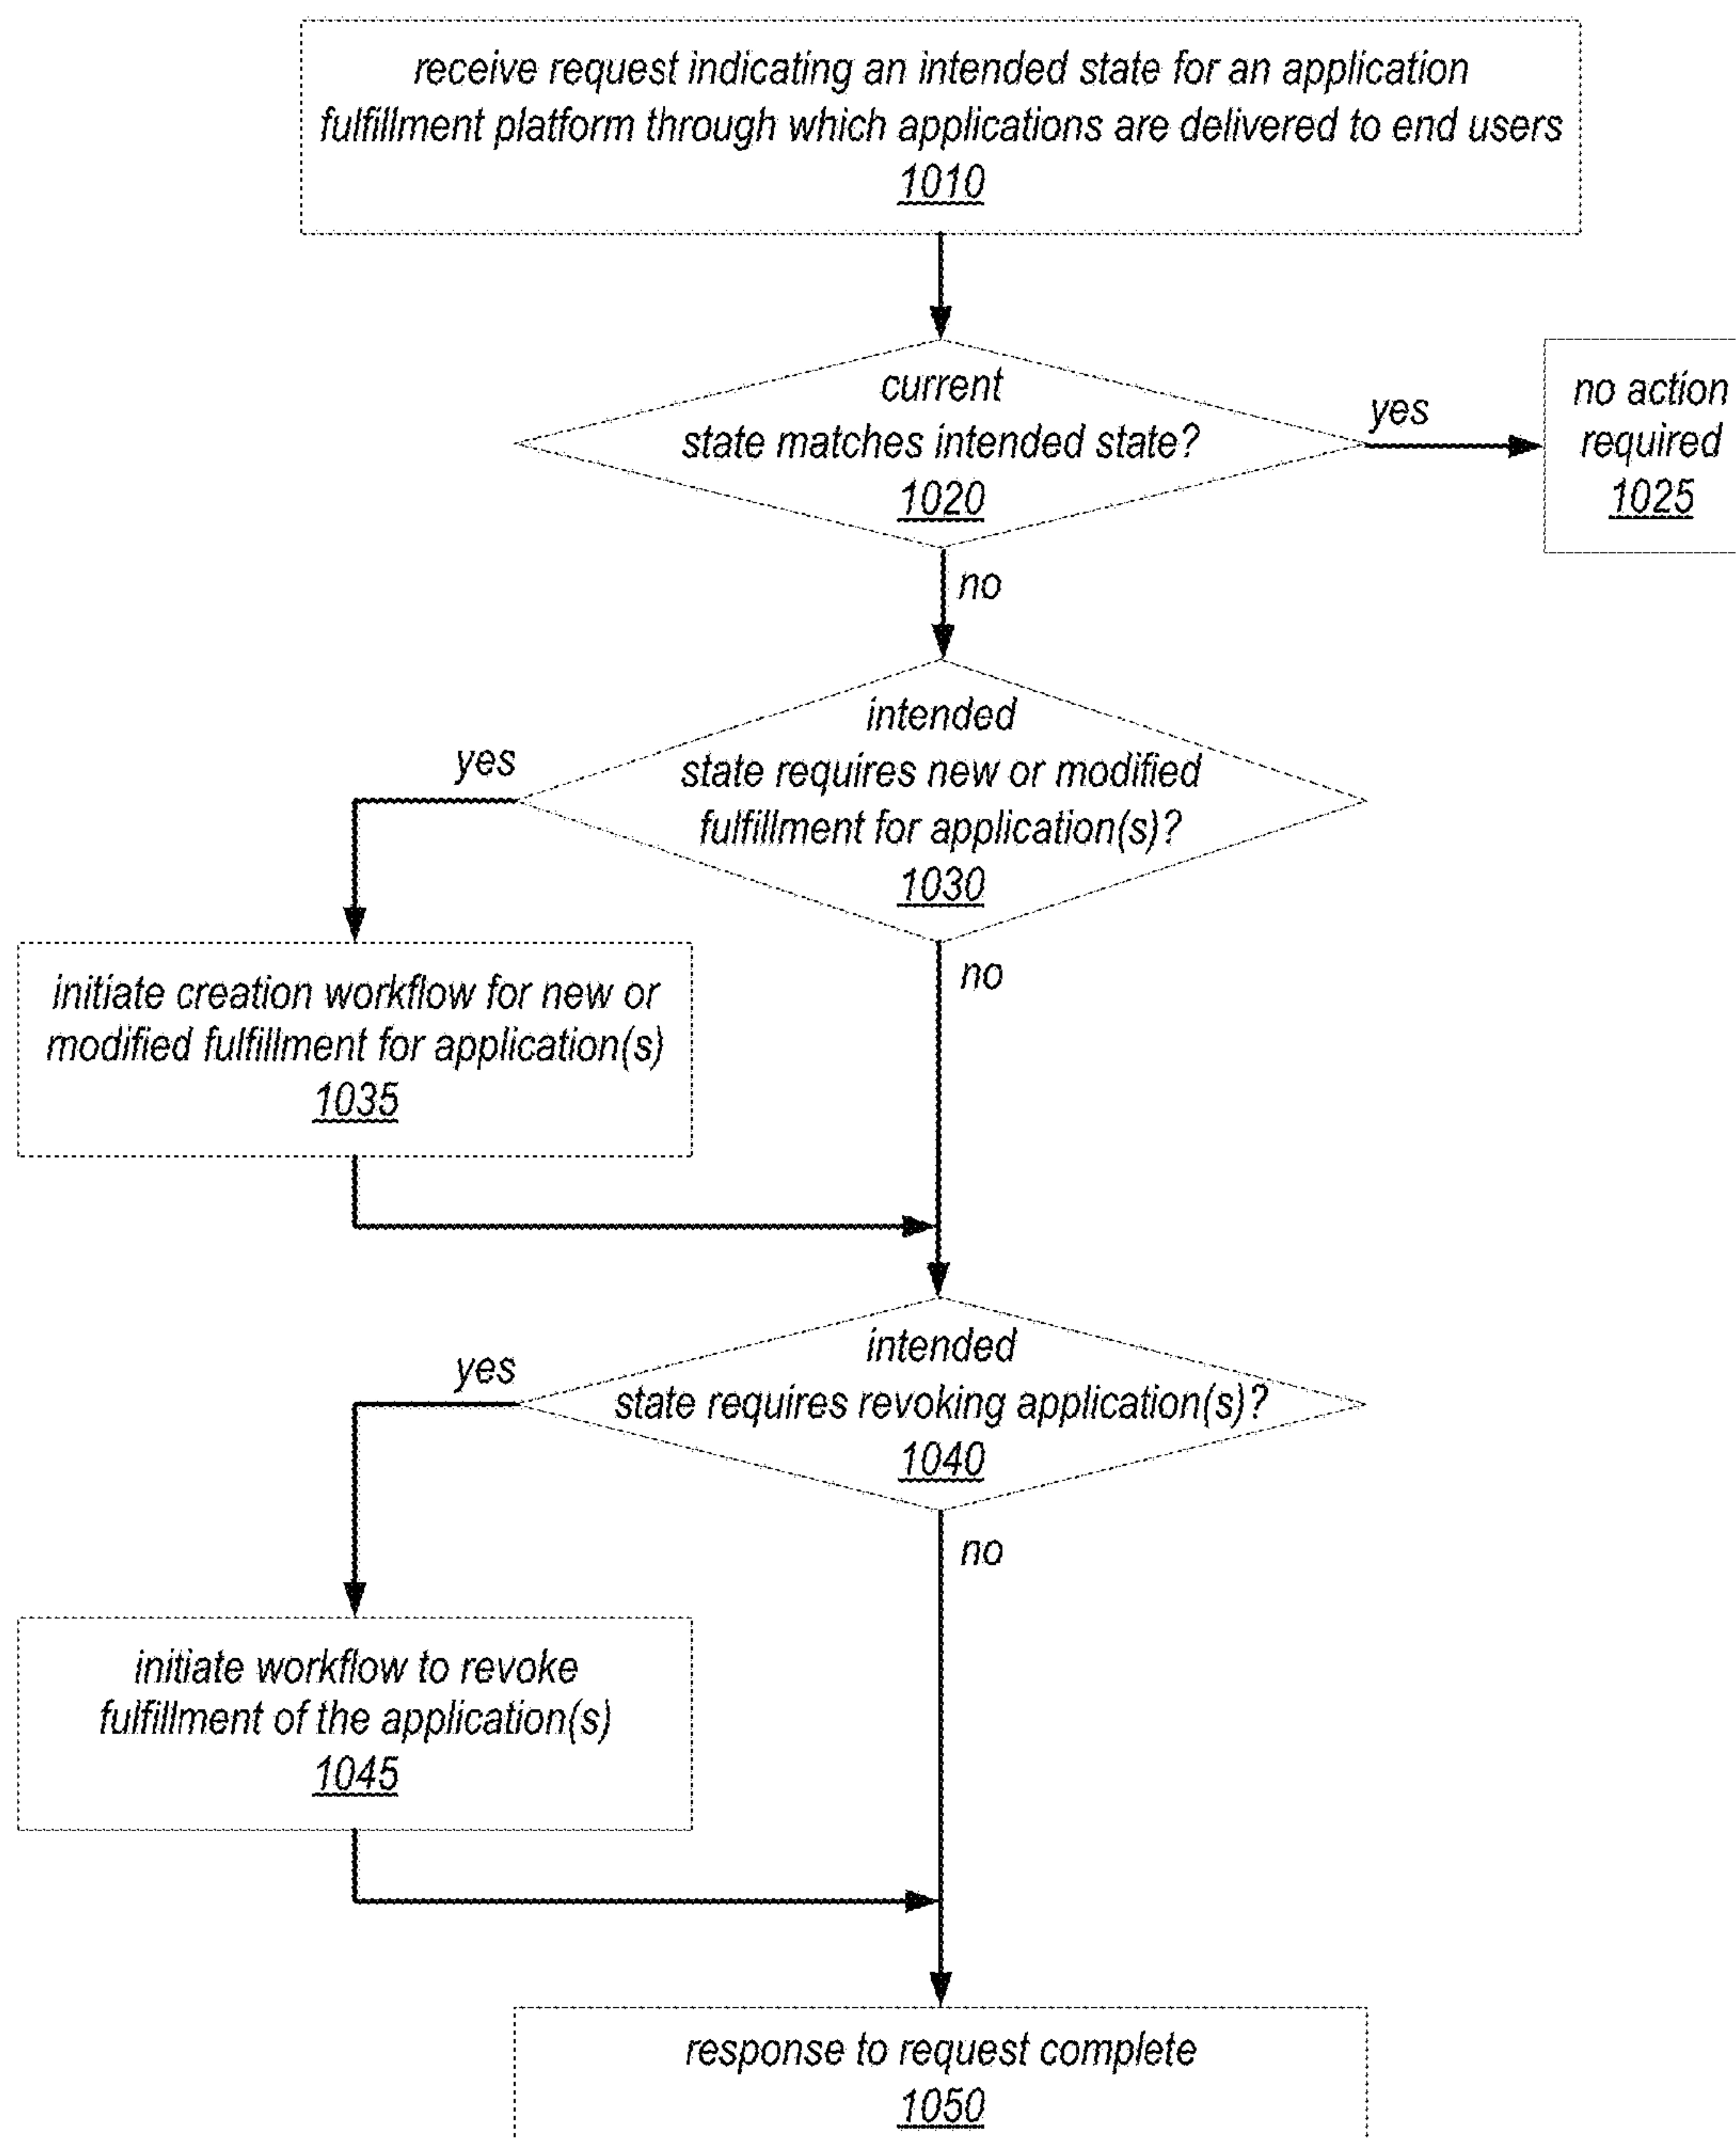 receive request indicating an intended state for an application
fulfillment platform through which applications are delivered to end users
1010
current
state matches intended state?
1020
yes
no action
required
1025
no
intended
state requires new or modified
fulfillment for application(s)?
1030
yes
no
initiate creation workflow for new or
modified fulfillment for application(s)
1035
intended
state requires revoking application(s)?
1040
yes
no
initiate workflow to revoke
fulfillment of the application(s)
1045
response to request complete
1050